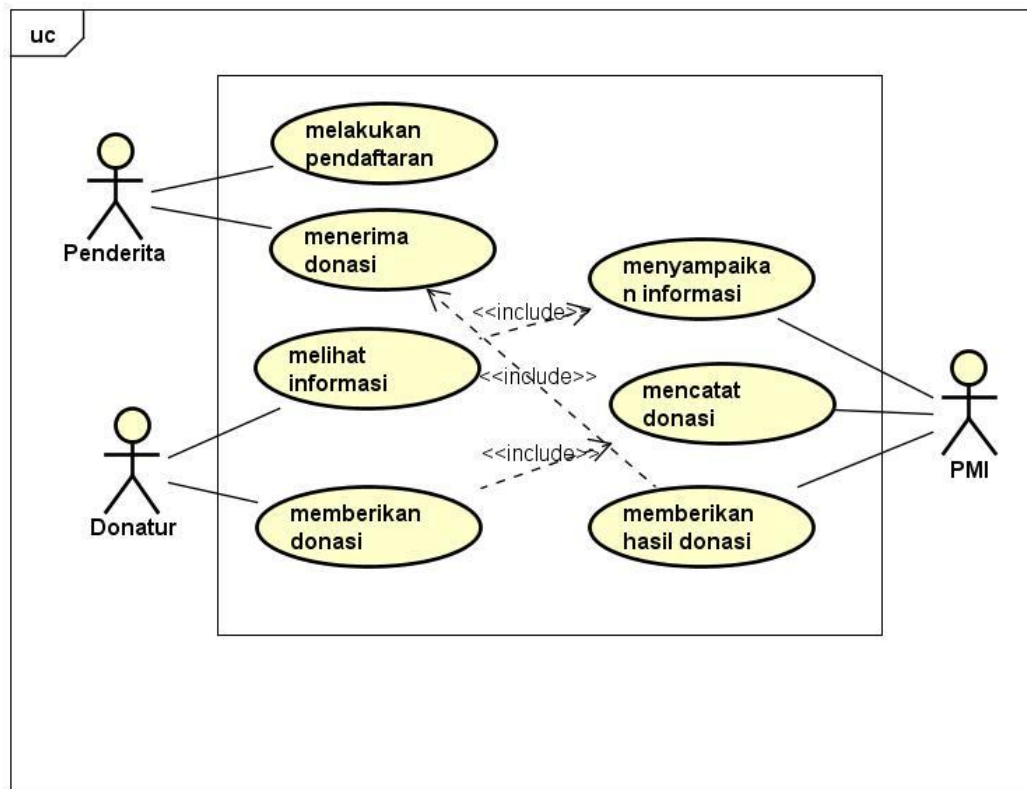 uc
melakukan
pendaftaran
Penderita
menerima
donasi
menyampaika
n informasi
<<include>>
melihat
informasi
<<include>>
mencatat
donasi
PMI
<<include>>
Donatur
memberikan
donasi
memberikan
hasil donasi